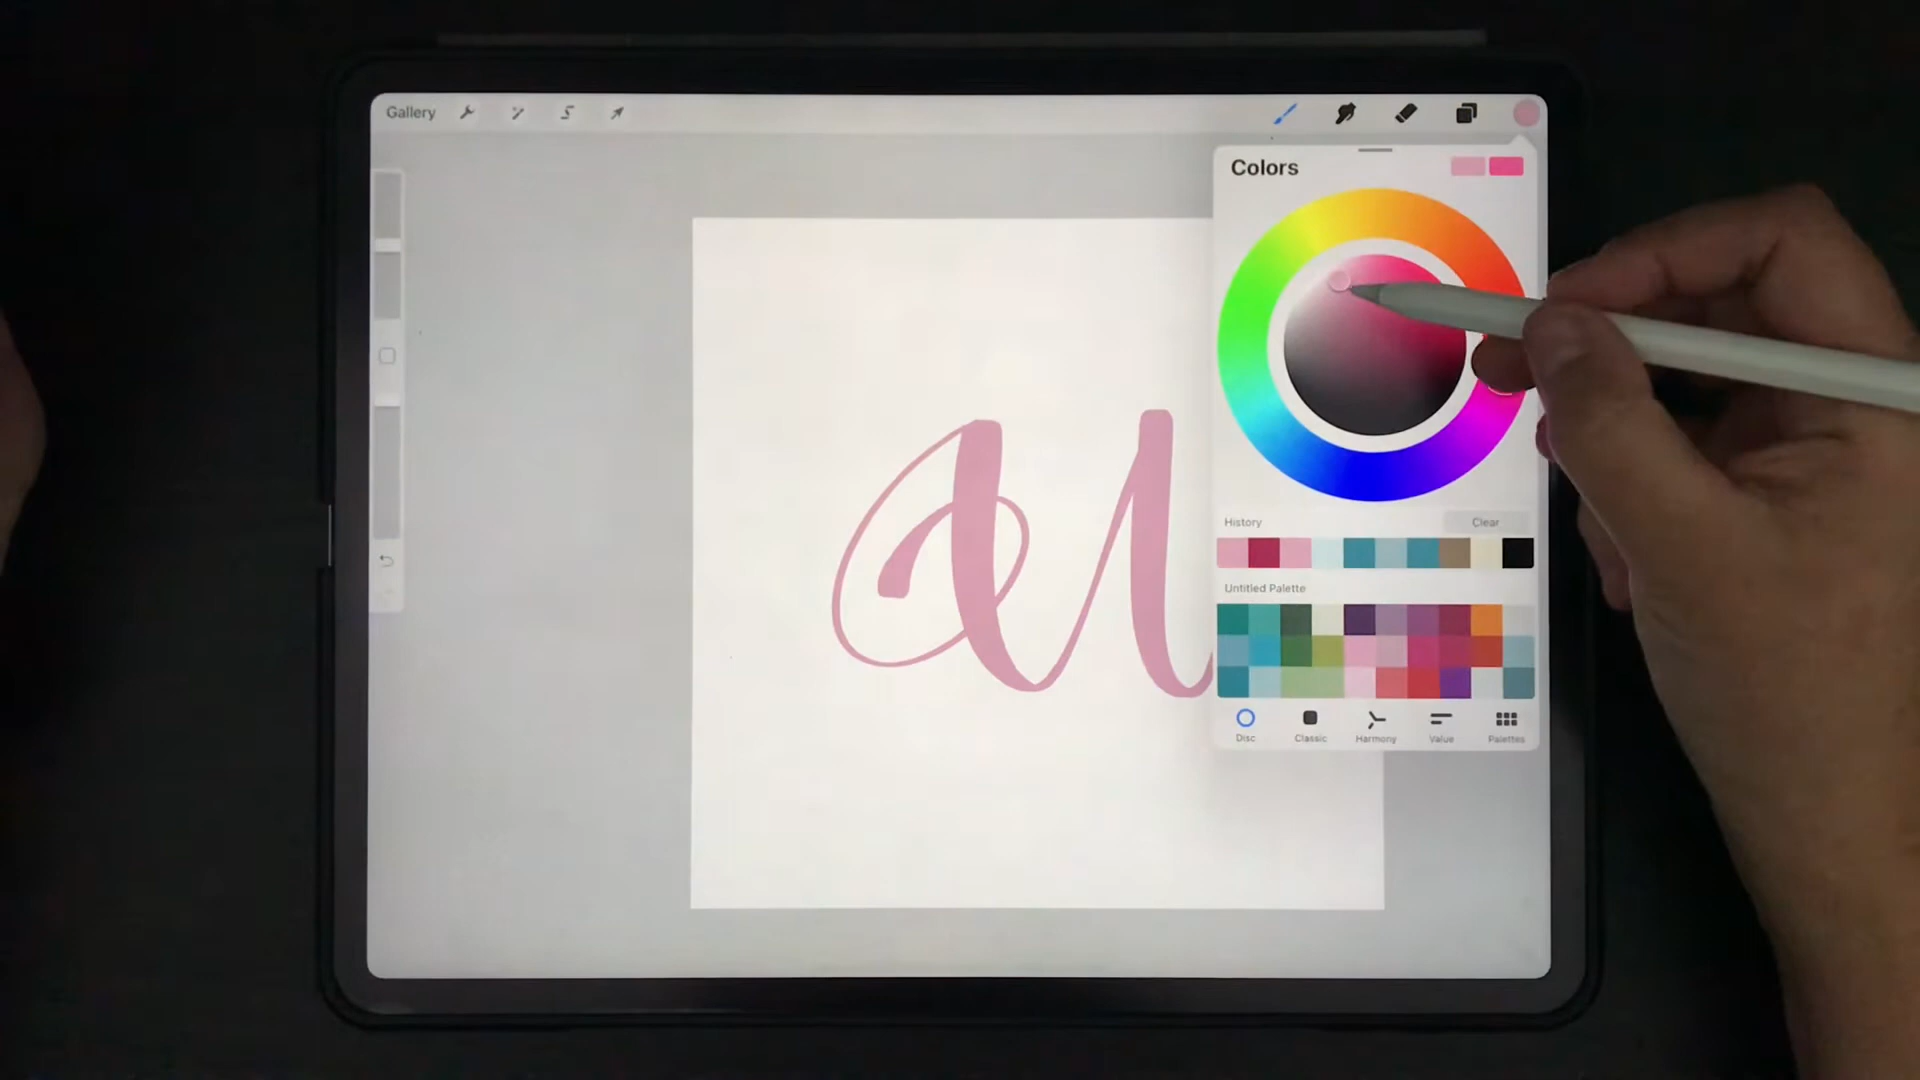 Gallery
Colors
History
Clear
Untitled Palette
Disc
Classic
Harmony
Value
Palettes
U